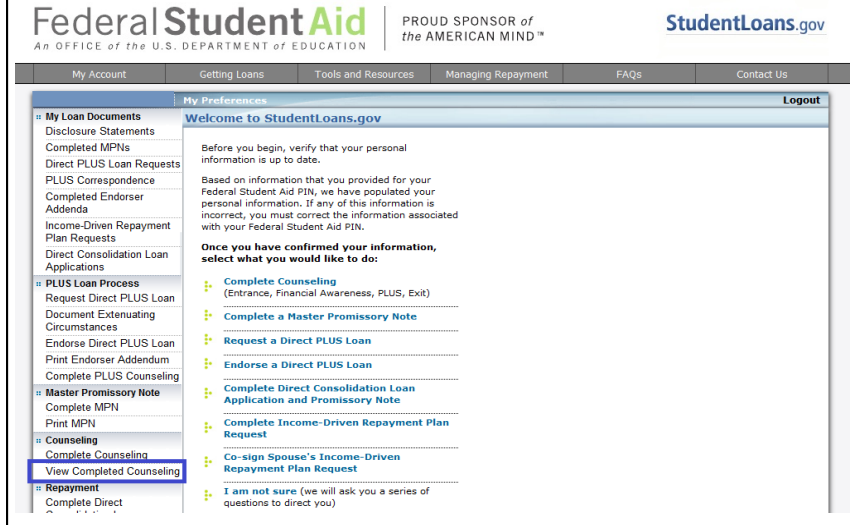 Federal Student Aid
An OFFICE of the U.S. DEPARTMENT of EDUCATION
PROUD SPONSOR of
the AMERICAN MIND™
StudentLoans.gov
My Account Getting Loans Tools and Resources Managing Repayment FAQs Contact Us
My Preferences Logout
My Loan Documents
Disclosure Statements
Completed MPNs
Direct PLUS Loan Requests
PLUS Correspondence
Completed Endorser
Addenda
Income-Driven Repayment
Plan Requests
Direct Consolidation Loan
Applications
PLUS Loan Process
Request Direct PLUS Loan
Document Extenuating
Circumstances
Endorse Direct PLUS Loan
Print Endorser Addendum
Complete PLUS Counseling
Master Promissory Note
Complete MPN
Print MPN
Counseling
Complete Counseling
View Completed Counseling
Repayment
Complete Direct
Welcome to StudentLoans.gov
Before you begin, verify that your personal
information is up to date.
Based on information that you provided for your
Federal Student Aid PIN, we have populated your
personal information. If any of this information is
incorrect, you must correct the information associated
with your Federal Student Aid PIN.
Once you have confirmed your information,
select what you would like to do:
Complete Counseling
(Entrance, Financial Awareness, PLUS, Exit)
Complete a Master Promissory Note
Request a Direct PLUS Loan
Endorse a Direct PLUS Loan
Complete Direct Consolidation Loan
Application and Promissory Note
Complete Income-Driven Repayment Plan
Request
Co-sign Spouse's Income-Driven
Repayment Plan Request
I am not sure (we will ask you a series of
questions to direct you)